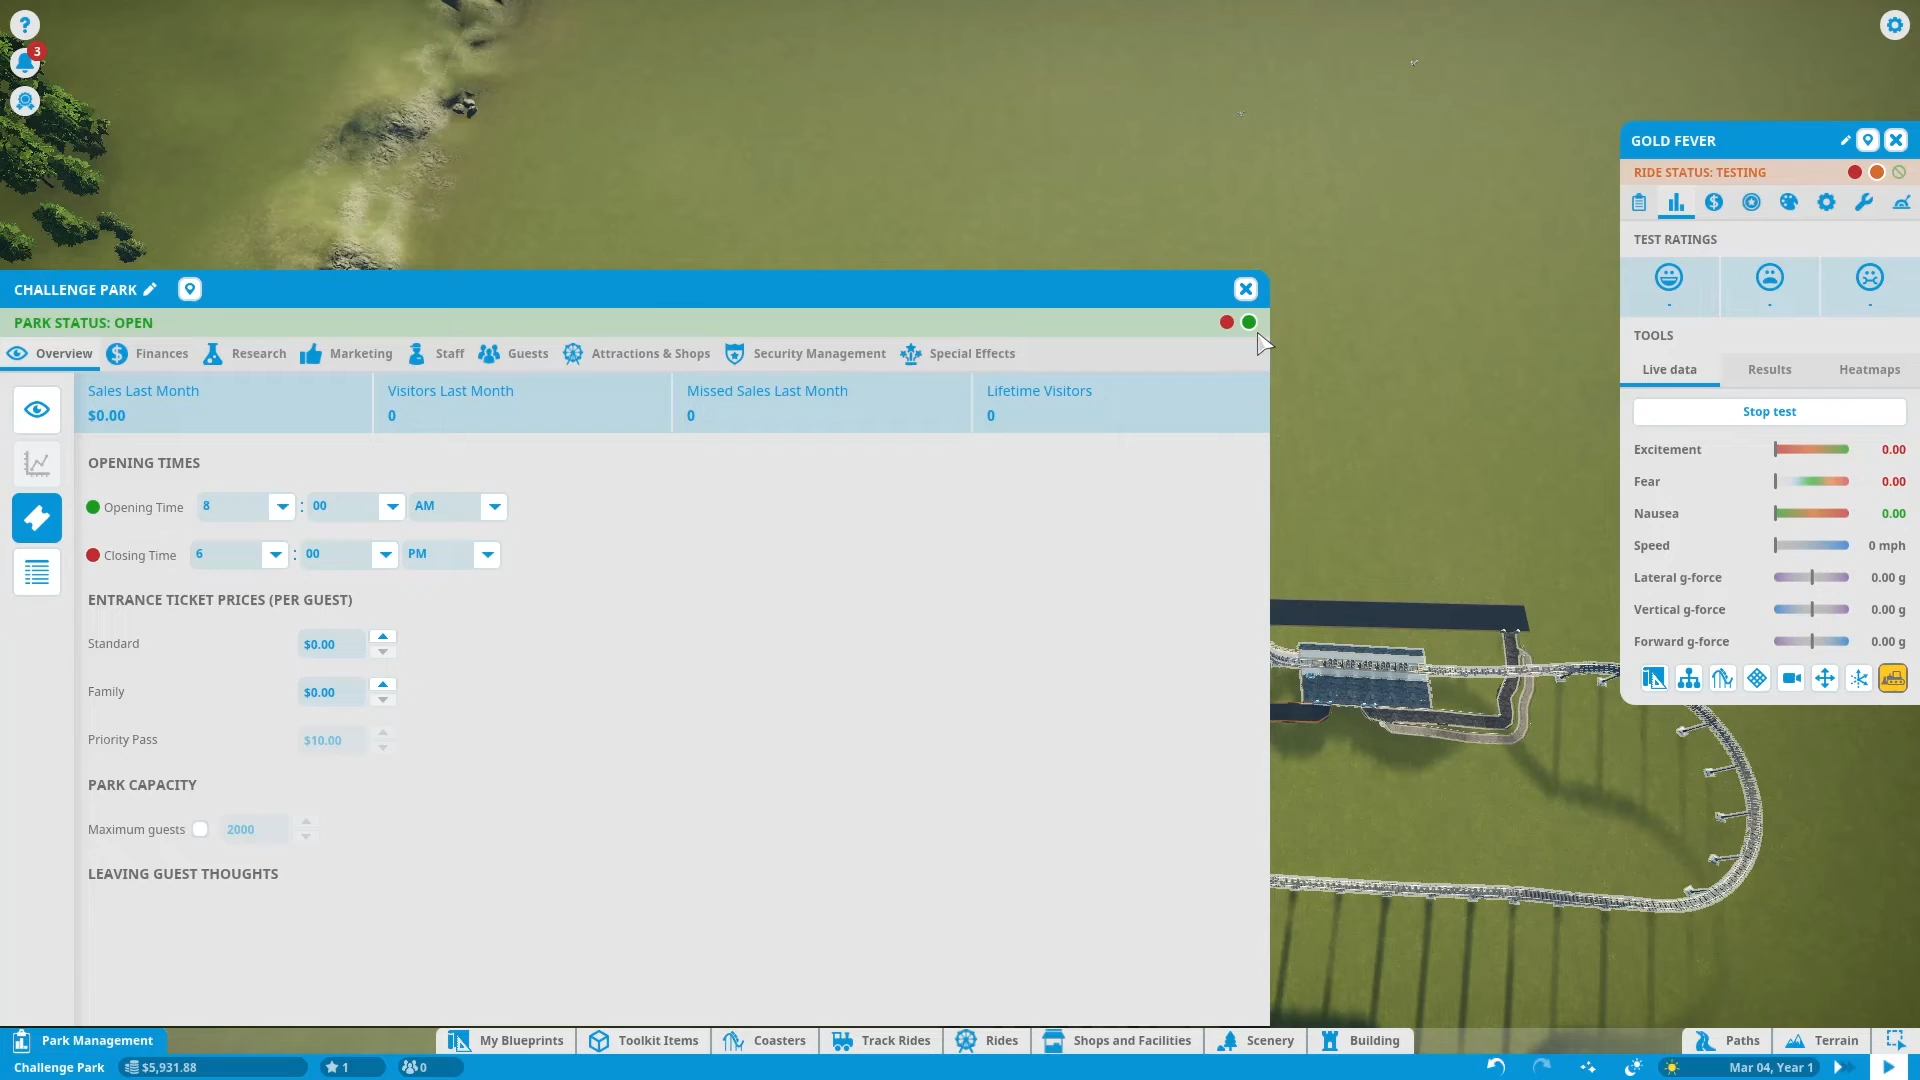 ?
3
GOLD FEVER
RIDE STATUS: TESTING
TEST RATINGS
- - -
TOOLS
Live data Results Heatmaps
Stop test
Excitement 0.00
Fear 0.00
Nausea 0.00
Speed 0 mph
Lateral g-force 0.00 g
Vertical g-force 0.00 g
Forward g-force 0.00 g
CHALLENGE PARK
PARK STATUS: OPEN
Overview Finances Research Marketing Staff Guests Attractions & Shops Security Management Special Effects
Sales Last Month Visitors Last Month Missed Sales Last Month Lifetime Visitors
$0.00 0 0 0
OPENING TIMES
Opening Time 8 : 00 AM
Closing Time 6 : 00 PM
ENTRANCE TICKET PRICES (PER GUEST)
Standard $0.00
Family $0.00
Priority Pass $10.00
PARK CAPACITY
Maximum guests 2000
LEAVING GUEST THOUGHTS
Park Management My Blueprints Toolkit Items Coasters Track Rides Rides Shops and Facilities Scenery Building Paths Terrain
Challenge Park $5,931.88 1 0 Mar 04, Year 1